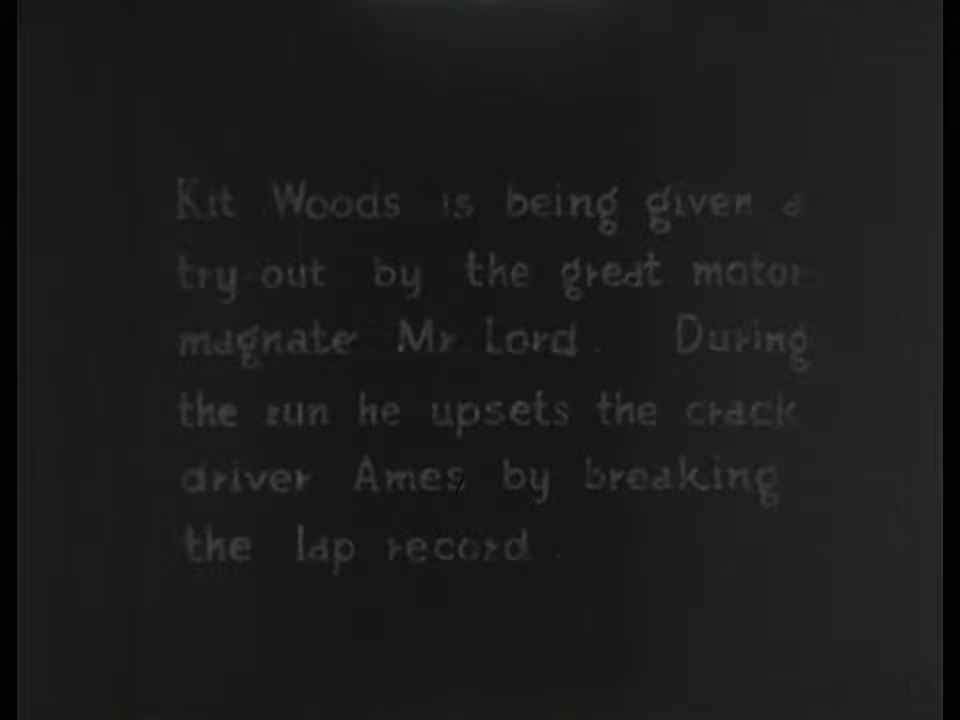 Kit Woods is being given a
try-out by the great motor
magnate Mr. Lord. During
the run he upsets the crack
driver Ames by breaking
the lap record.